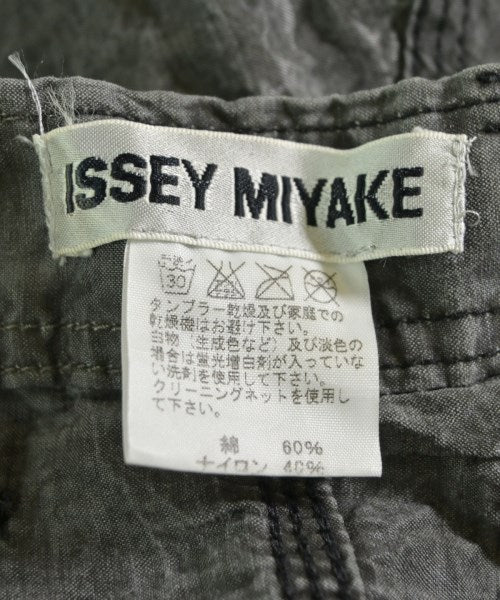 ISSEY MIYAKE
30
タンブラー乾燥及び家庭での
乾燥機はお避け下さい。
白物（生成色など）及び淡色の
場合は蛍光増白剤が入っていな
い洗剤を使用して下さい。
クリーニングネットを使用し
て下さい。
綿 60%
ナイロン 40%